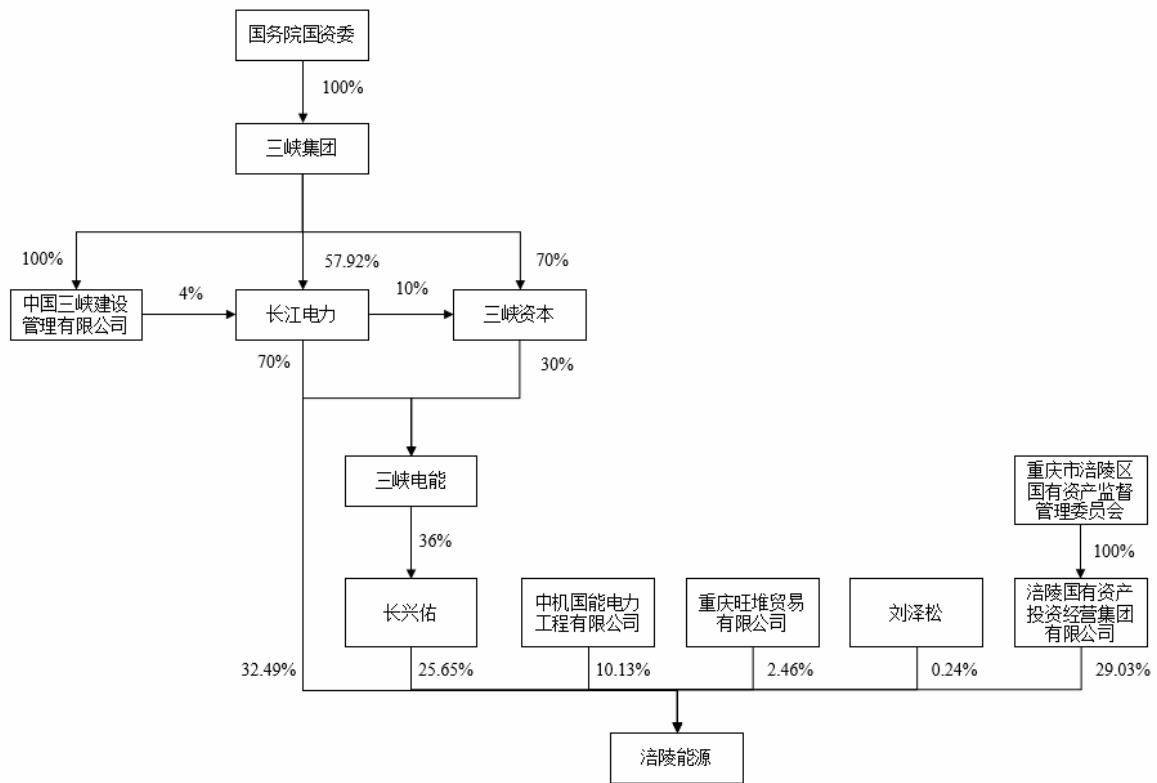 国务院国资委
100%
三峡集团
100%
57.92%
70%
中国三峡建设
管理有限公司
4%
长江电力
10%
三峡资本
70%
30%
三峡电能
重庆市涪陵区
国有资产监督
管理委员会
36%
100%
长兴佑
中机国能电力
工程有限公司
重庆旺堆贸易
有限公司
刘泽松
涪陵国有资产
投资经营集团
有限公司
32.49%
25.65%
10.13%
2.46%
0.24%
29.03%
涪陵能源